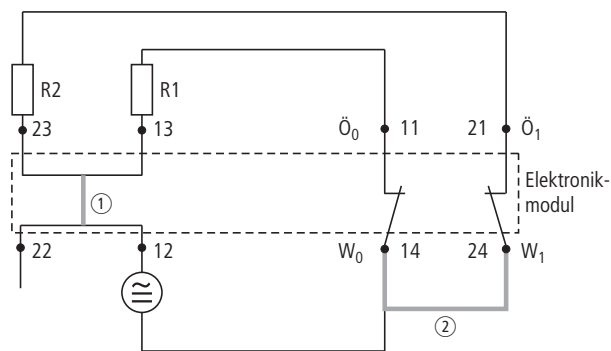 R2
R1
23
13
Ö0
11
21
Ö1
Elektronik-
modul
①
22
12
W0
14
24
W1
②